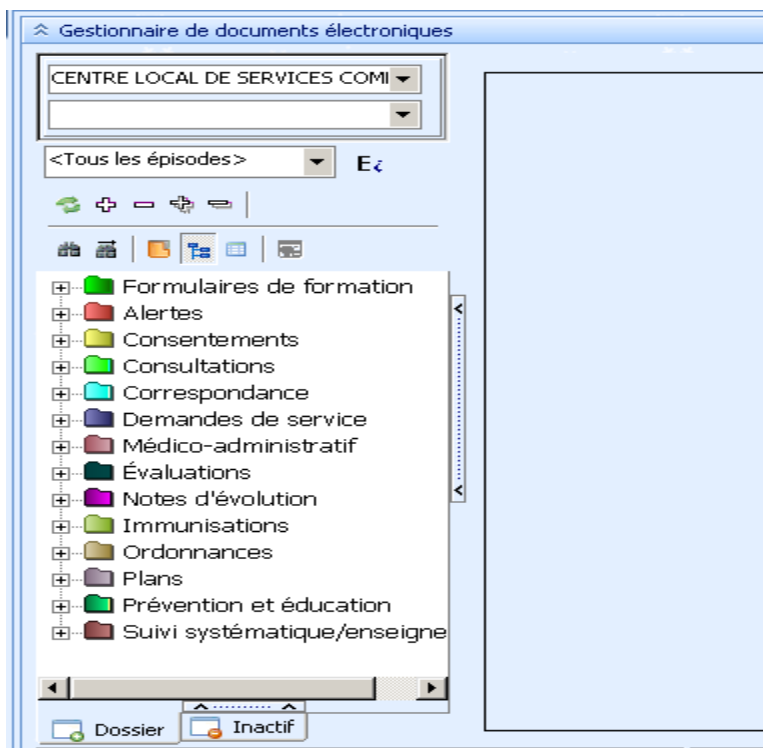 Gestionnaire de documents électroniques
CENTRE LOCAL DE SERVICES COMI
<Tous les épisodes>
E
Formulaires de formation
Alertes
Consentements
Consultations
Correspondance
Demandes de service
Médico-administratif
Évaluations
Notes d'évolution
Immunisations
Ordonnances
Plans
Prévention et éducation
Suivi systématique/enseigne
Dossier
Inactif